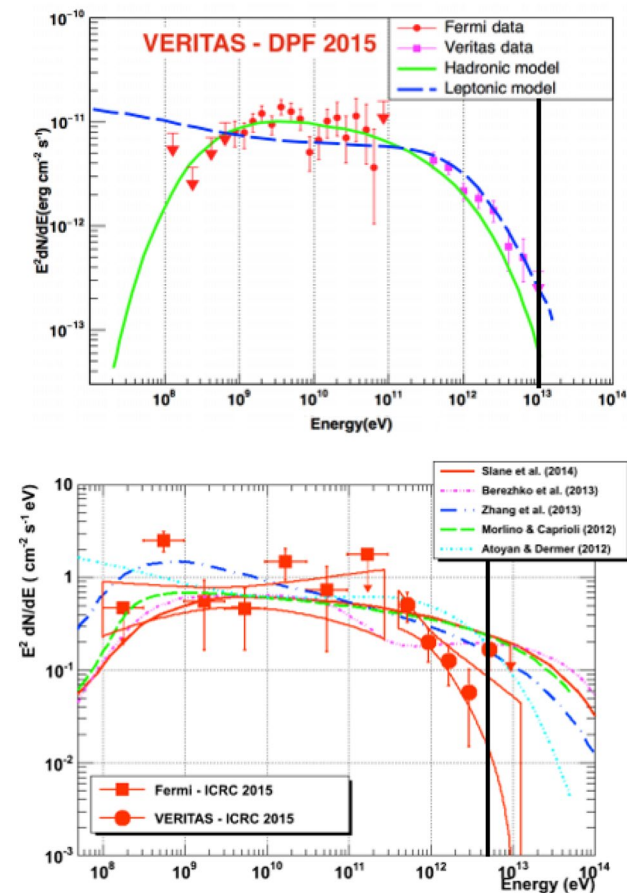 10⁻¹⁰
VERITAS - DPF 2015
Fermi data
Veritas data
Hadronic model
Leptonic model
10⁻¹¹
10⁻¹²
10⁻¹³
E²dN/dE(erg cm⁻² s⁻¹)
10⁸ 10⁹ 10¹⁰ 10¹¹ 10¹² 10¹³ 10¹⁴
Energy(eV)
Slane et al. (2014)
Berezhko et al. (2013)
Zhang et al. (2013)
Morlino & Caprioli (2012)
Atoyan & Dermer (2012)
10
1
10⁻¹
10⁻²
10⁻³
E² dN/dE ( cm⁻² s⁻¹ eV)
Fermi - ICRC 2015
VERITAS - ICRC 2015
10⁸ 10⁹ 10¹⁰ 10¹¹ 10¹² 10¹³ 10¹⁴
Energy (eV)